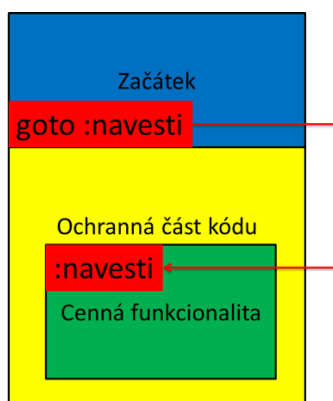 Začátek
goto :navesti
Ochranná část kódu
:navesti
Cenná funkcionalita